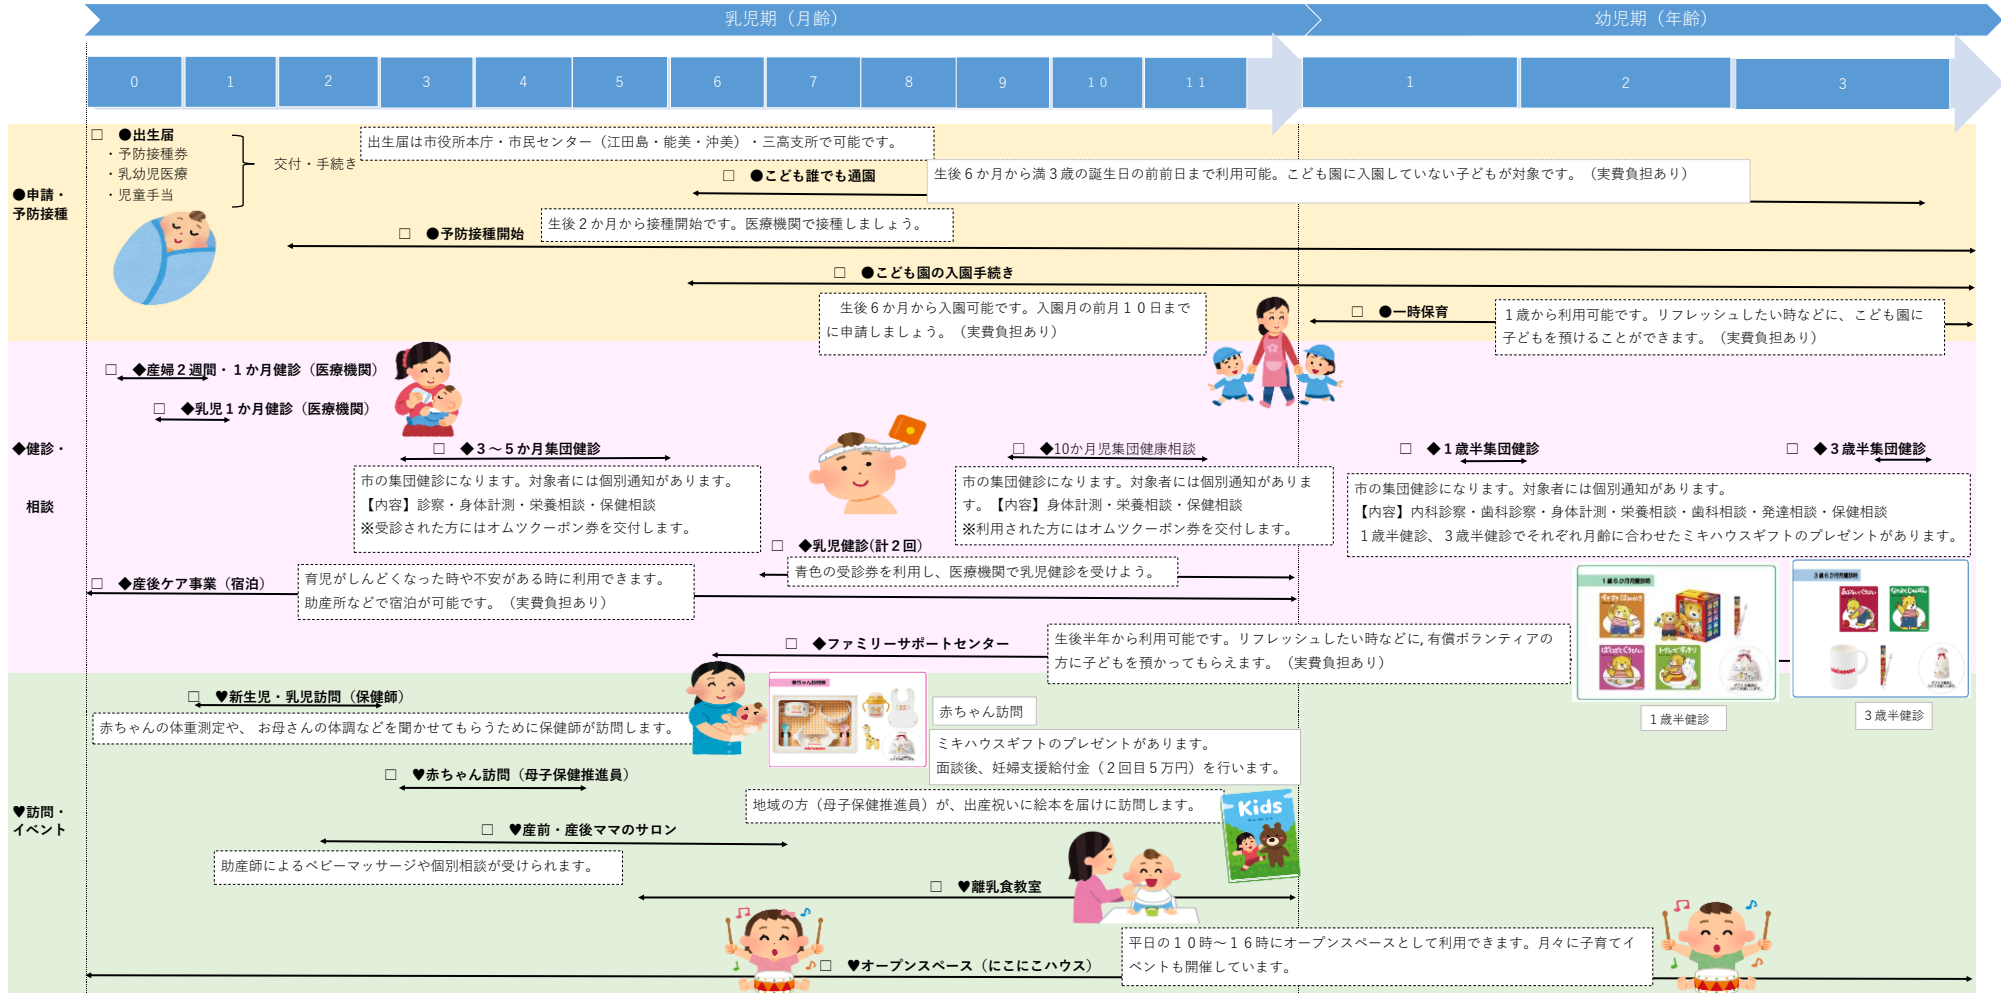 乳児期（月齢）
幼児期（年齢）
0
1
2
3
4
5
6
7
8
9
１０
１１
1
2
3
●申請・
予防接種
□ ●出生届
・予防接種券
・乳幼児医療
・児童手当
交付・手続き
出生届は市役所本庁・市民センター（江田島・能美・沖美）・三高支所で可能です。
□ ●こども誰でも通園
生後６か月から満３歳の誕生日の前前日まで利用可能。こども園に入園していない子どもが対象です。（実費負担あり）
□ ●予防接種開始
生後２か月から接種開始です。医療機関で接種しましょう。
□ ●こども園の入園手続き
生後６か月から入園可能です。入園月の前月１０日まで
に申請しましょう。（実費負担あり）
□ ●一時保育
１歳から利用可能です。リフレッシュしたい時などに、こども園に
子どもを預けることができます。（実費負担あり）
◆健診・
相談
□ ◆産婦２週間・１か月健診（医療機関）
□ ◆乳児１か月健診（医療機関）
□ ◆３～５か月集団健診
市の集団健診になります。対象者には個別通知があります。
【内容】診察・身体計測・栄養相談・保健相談
※受診された方にはオムツクーポン券を交付します。
□ ◆10か月児集団健康相談
市の集団健診になります。対象者には個別通知がありま
す。【内容】身体計測・栄養相談・保健相談
※利用された方にはオムツクーポン券を交付します。
□ ◆１歳半集団健診
□ ◆３歳半集団健診
市の集団健診になります。対象者には個別通知があります。
【内容】内科診察・歯科診察・身体計測・栄養相談・歯科相談・発達相談・保健相談
１歳半健診、３歳半健診でそれぞれ月齢に合わせたミキハウスギフトのプレゼントがあります。
□ ◆乳児健診(計２回)
青色の受診券を利用し、医療機関で乳児健診を受けよう。
□ ◆産後ケア事業（宿泊）
育児がしんどくなった時や不安がある時に利用できます。
助産所などで宿泊が可能です。（実費負担あり）
□ ◆ファミリーサポートセンター
生後半年から利用可能です。リフレッシュしたい時などに, 有償ボランティアの
方に子どもを預かってもらえます。（実費負担あり）
１歳６か月健診時
３歳６か月健診時
１歳半健診
３歳半健診
♥訪問・
イベント
□ ♥新生児・乳児訪問（保健師）
赤ちゃんの体重測定や、 お母さんの体調などを聞かせてもらうために保健師が訪問します。
赤ちゃん訪問
ミキハウスギフトのプレゼントがあります。
面談後、妊婦支援給付金（２回目５万円）を行います。
□ ♥赤ちゃん訪問（母子保健推進員）
地域の方（母子保健推進員）が、出産祝いに絵本を届けに訪問します。
Kids
□ ♥産前・産後ママのサロン
助産師によるベビーマッサージや個別相談が受けられます。
□ ♥離乳食教室
□ ♥オープンスペース（にこにこハウス）
平日の１０時～１６時にオープンスペースとして利用できます。月々に子育てイ
ベントも開催しています。